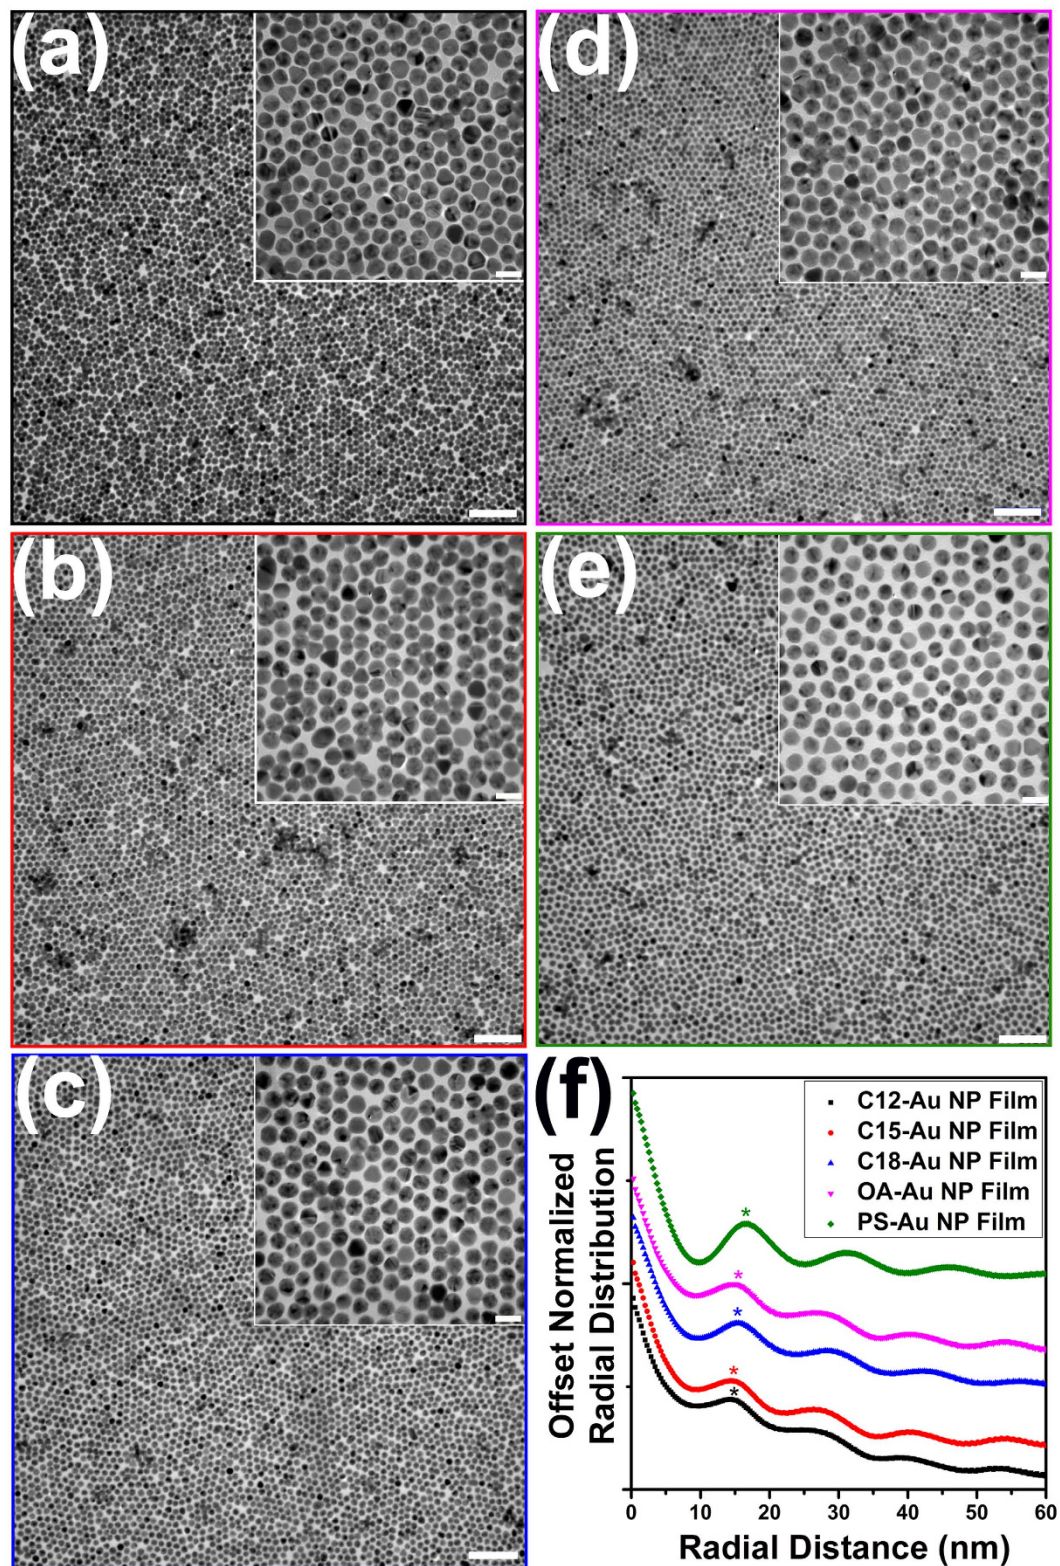 (a)
(d)
(b)
(e)
(c)
(f)
C12-Au NP Film
C15-Au NP Film
C18-Au NP Film
OA-Au NP Film
PS-Au NP Film
Offset Normalized
Radial Distribution
*
*
*
*
*
0 10 20 30 40 50 60
Radial Distance (nm)